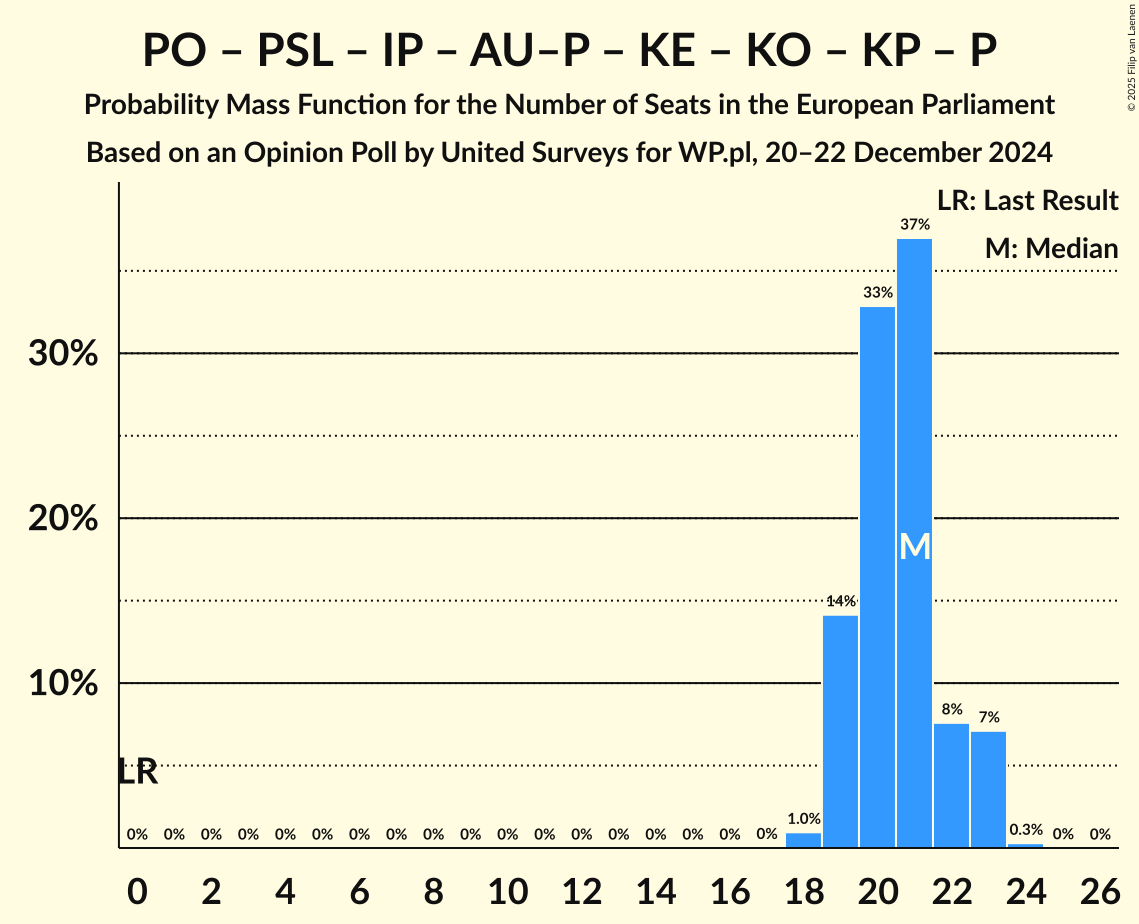 PO – PSL – IP – AU–P – KE – KO – KP – P
Probability Mass Function for the Number of Seats in the European Parliament
Based on an Opinion Poll by United Surveys for WP.pl, 20–22 December 2024
© 2025 Filip van Laenen
LR: Last Result
M: Median
37%
33%
30%
20%
M
14%
10%
8%
7%
LR
0% 0% 0% 0% 0% 0% 0% 0% 0% 0% 0% 0% 0% 0% 0% 0% 0% 0% 1.0% 0.3% 0% 0%
0 2 4 6 8 10 12 14 16 18 20 22 24 26